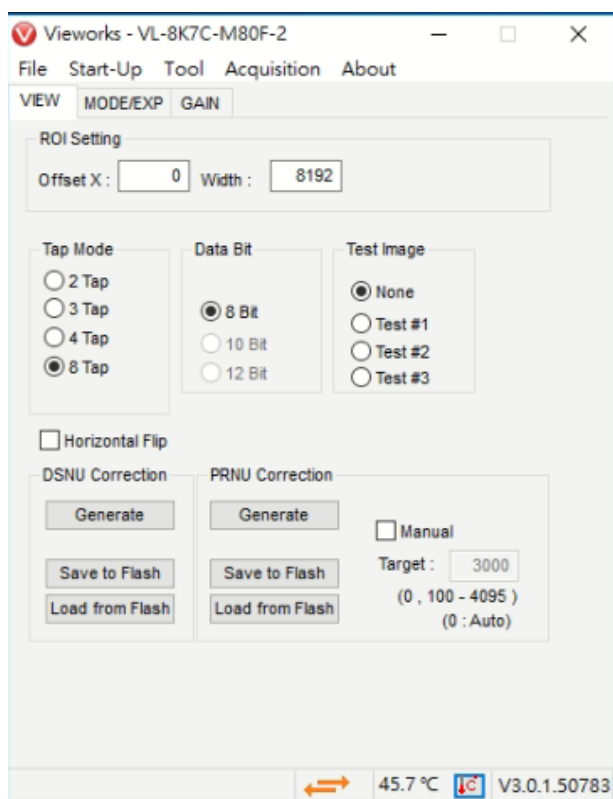 Vieworks - VL-8K7C-M80F-2
File Start-Up Tool Acquisition About
VIEW MODE/EXP GAIN
ROI Setting
Offset X : 0 Width : 8192
Tap Mode
2 Tap
3 Tap
4 Tap
8 Tap
Data Bit
8 Bit
10 Bit
12 Bit
Test Image
None
Test #1
Test #2
Test #3
Horizontal Flip
DSNU Correction
Generate
Save to Flash
Load from Flash
PRNU Correction
Generate
Save to Flash
Load from Flash
Manual
Target : 3000
(0 , 100 - 4095 )
(0 : Auto)
45.7 ℃ V3.0.1.50783